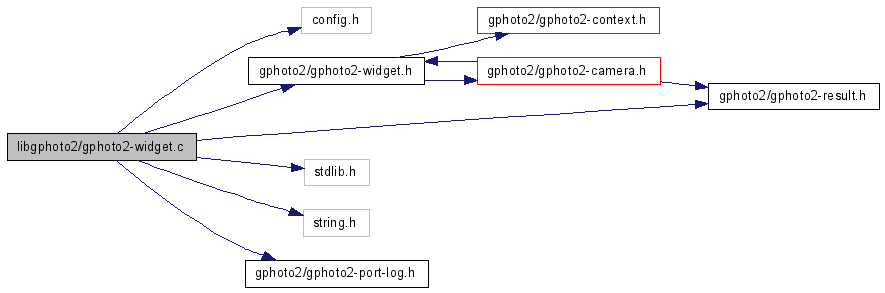 config.h
gphoto2/gphoto2-context.h
gphoto2/gphoto2-widget.h
gphoto2/gphoto2-camera.h
gphoto2/gphoto2-result.h
libgphoto2/gphoto2-widget.c
stdlib.h
string.h
gphoto2/gphoto2-port-log.h